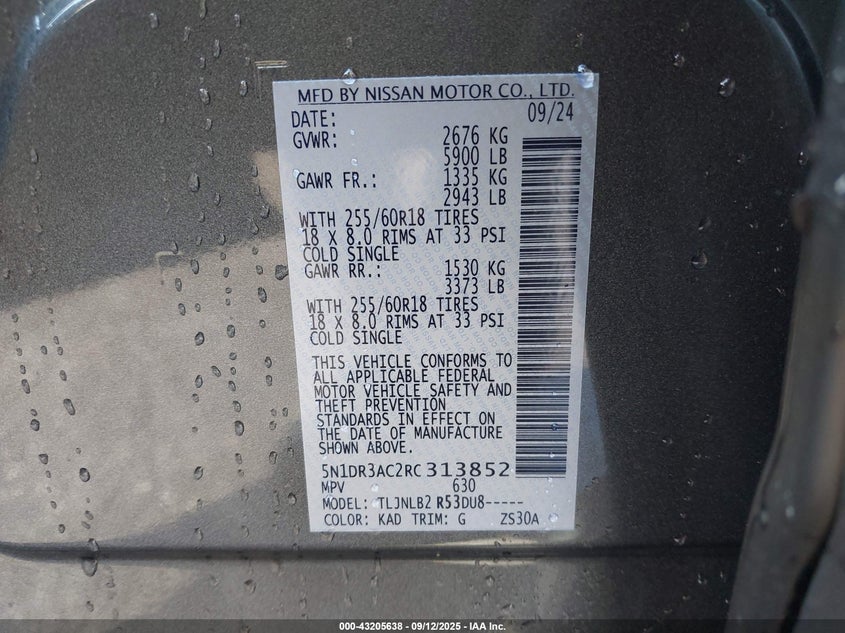 MFD BY NISSAN MOTOR CO., LTD.
DATE: 09/24
GVWR: 2676 KG
5900 LB
GAWR FR.: 1335 KG
2943 LB
WITH 255/60R18 TIRES
18 X 8.0 RIMS AT 33 PSI
COLD SINGLE
GAWR RR.: 1530 KG
3373 LB
WITH 255/60R18 TIRES
18 X 8.0 RIMS AT 33 PSI
COLD SINGLE
THIS VEHICLE CONFORMS TO
ALL APPLICABLE FEDERAL
MOTOR VEHICLE SAFETY AND
THEFT PREVENTION
STANDARDS IN EFFECT ON
THE DATE OF MANUFACTURE
SHOWN ABOVE.
5N1DR3AC2RC313852
MPV 630
MODEL: TLJNLB2 R53DU8-----
COLOR: KAD TRIM: G ZS30A
000-43205638 - 09/12/2025 - IAA Inc.